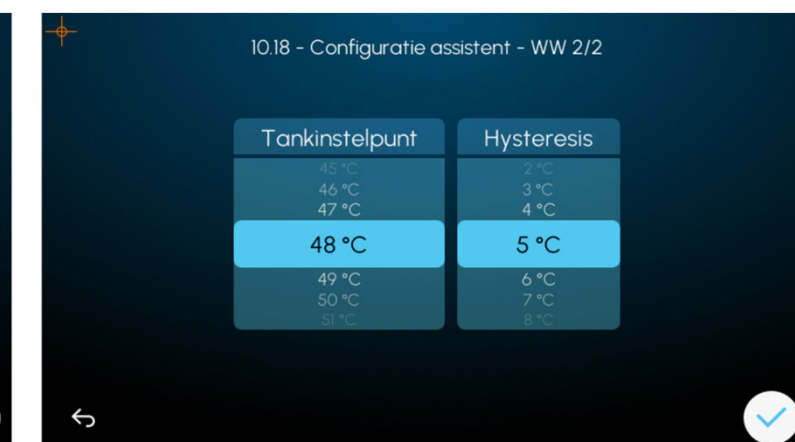 10.18 - Configuratie assistent - WW 2/2
Tankinstelpunt Hysteresis
45 °C 2 °C
46 °C 3 °C
47 °C 4 °C
48 °C 5 °C
49 °C 6 °C
50 °C 7 °C
51 °C 8 °C